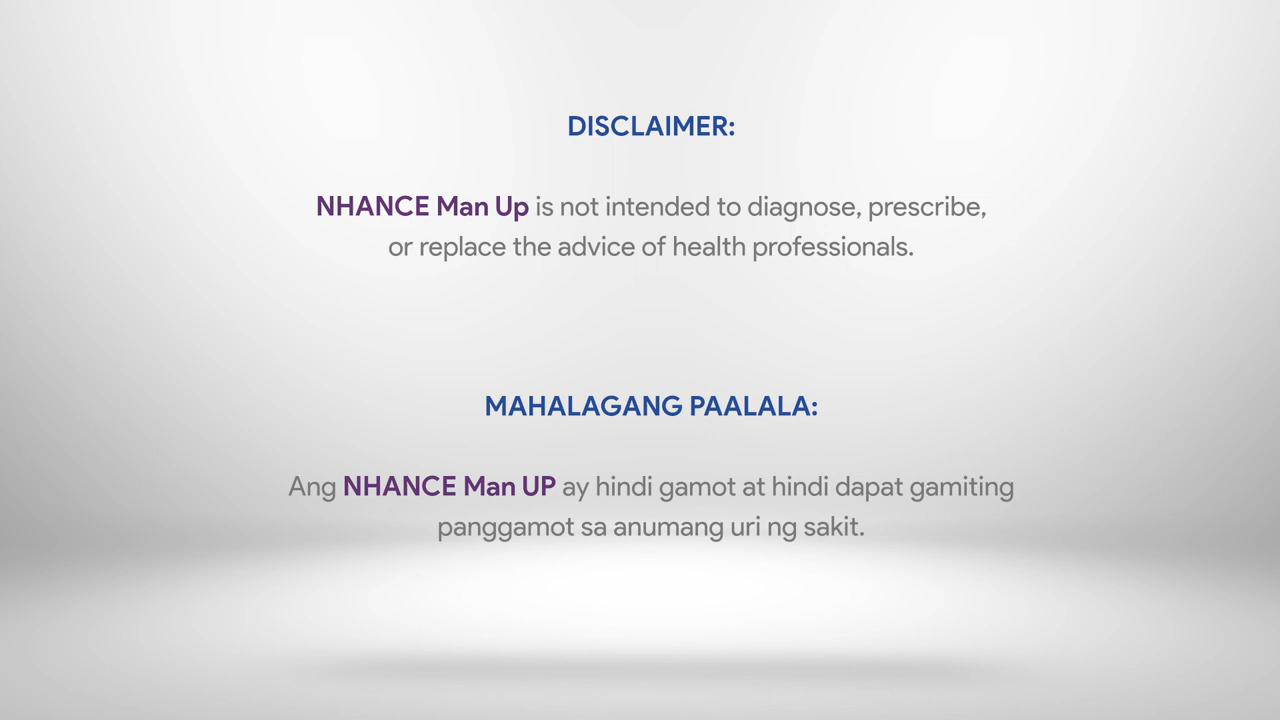 DISCLAIMER:
NHANCE Man Up is not intended to diagnose, prescribe,
or replace the advice of health professionals.
MAHALAGANG PAALALA:
Ang NHANCE Man UP ay hindi gamot at hindi dapat gamiting
panggamot sa anumang uri ng sakit.